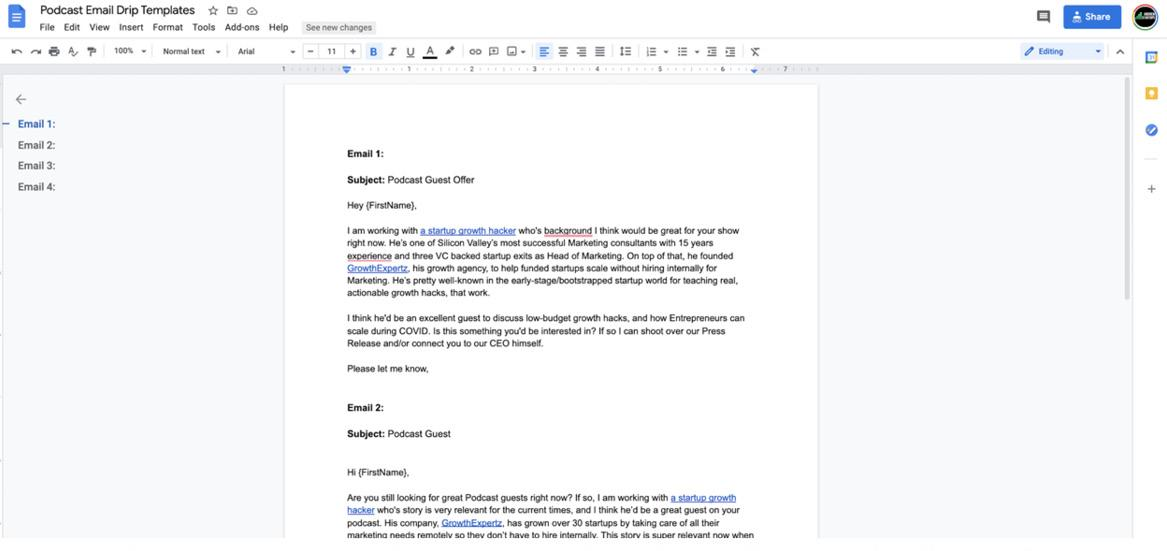 Podcast Email Drip Templates
File Edit View Insert Format Tools Add-ons Help See new changes
Share
100% Normal text Arial 11 Editing
1 1 2 3 4 5 6 7
Email 1:
Email 2:
Email 3:
Email 4:
Email 1:
Subject: Podcast Guest Offer
Hey {FirstName},
I am working with a startup growth hacker who's background I think would be great for your show
right now. He's one of Silicon Valley's most successful Marketing consultants with 15 years
experience and three VC backed startup exits as Head of Marketing. On top of that, he founded
GrowthExpertz, his growth agency, to help funded startups scale without hiring internally for
Marketing. He's pretty well-known in the early-stage/bootstrapped startup world for teaching real,
actionable growth hacks, that work.
I think he'd be an excellent guest to discuss low-budget growth hacks, and how Entrepreneurs can
scale during COVID. Is this something you'd be interested in? If so I can shoot over our Press
Release and/or connect you to our CEO himself.
Please let me know,
Email 2:
Subject: Podcast Guest
Hi {FirstName},
Are you still looking for great Podcast guests right now? If so, I am working with a startup growth
hacker who's story is very relevant for the current times, and I think he'd be a great guest on your
podcast. His company, GrowthExpertz, has grown over 30 startups by taking care of all their
marketing needs remotely so they don't have to hire internally. This story is super relevant now when